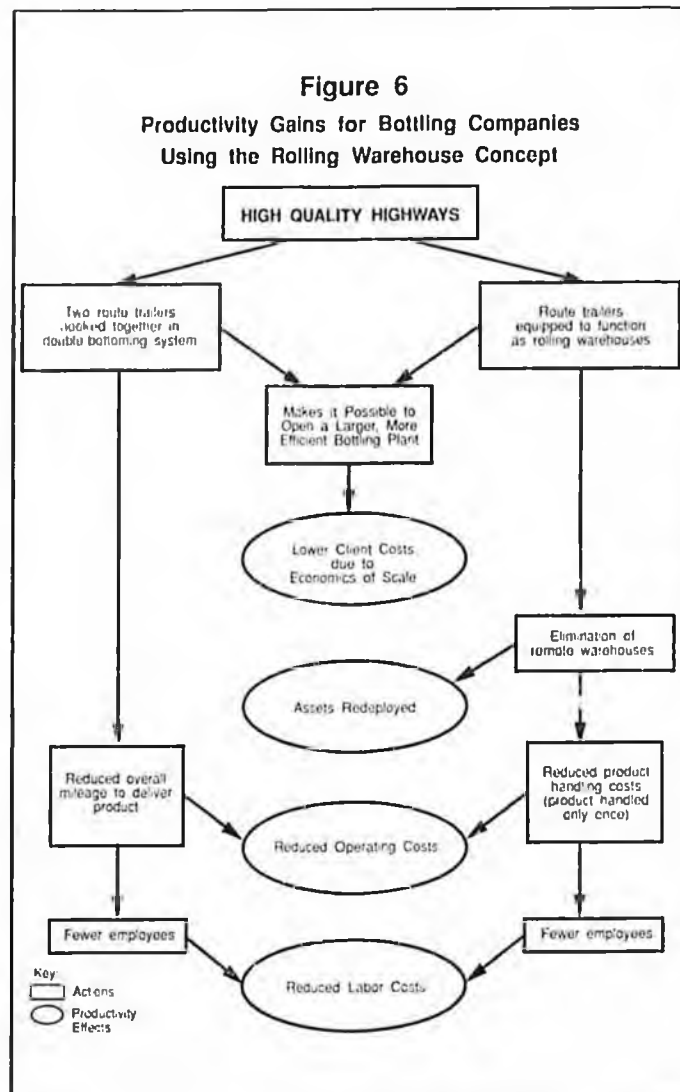 Figure 6
Productivity Gains for Bottling Companies
Using the Rolling Warehouse Concept
HIGH QUALITY HIGHWAYS
Two route trailers
hooked together in
double bottoming system
Route trailers
equipped to function
as rolling warehouses
Makes it Possible to
Open a Larger, More
Efficient Bottling Plant
Lower Client Costs
due to
Economics of Scale
Elimination of
remote warehouses
Assets Redeployed
Reduced overall
mileage to deliver
product
Reduced product
handling costs
(product handled
only once)
Reduced Operating Costs
Fewer employees
Fewer employees
Reduced Labor Costs
Key:
Actions
Productivity
Effects